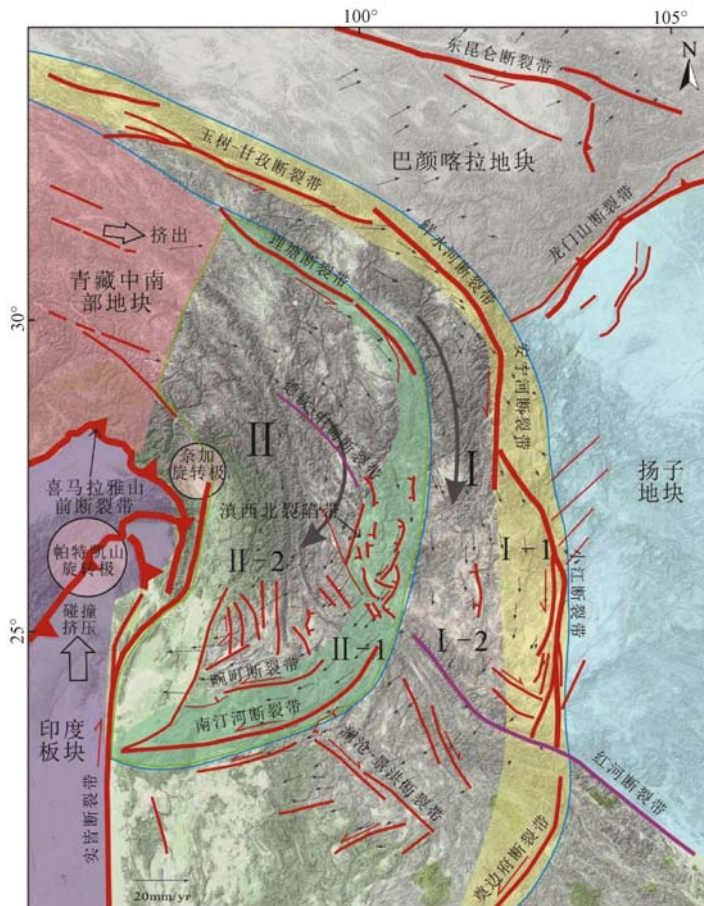 100°
105°
东昆仑断裂带
N
玉树-甘孜断裂带
巴颜喀拉地块
龙门山断裂带
挤出
理塘断裂带
鲜水河断裂带
青藏中南
部地块
30°
安宁河断裂带
II
I
奈加
旋转极
喜马拉雅山
前断裂带
滇西北裂陷带
扬子
地块
帕特凯山
旋转极
II-2
I-1
小江断裂带
碰撞
挤压
25°
II-1
I-2
畹町断裂带
南汀河断裂带
印度
板块
澜沧-景洪断裂带
红河断裂带
实皆断裂带
奠边府断裂带
20mm/yr